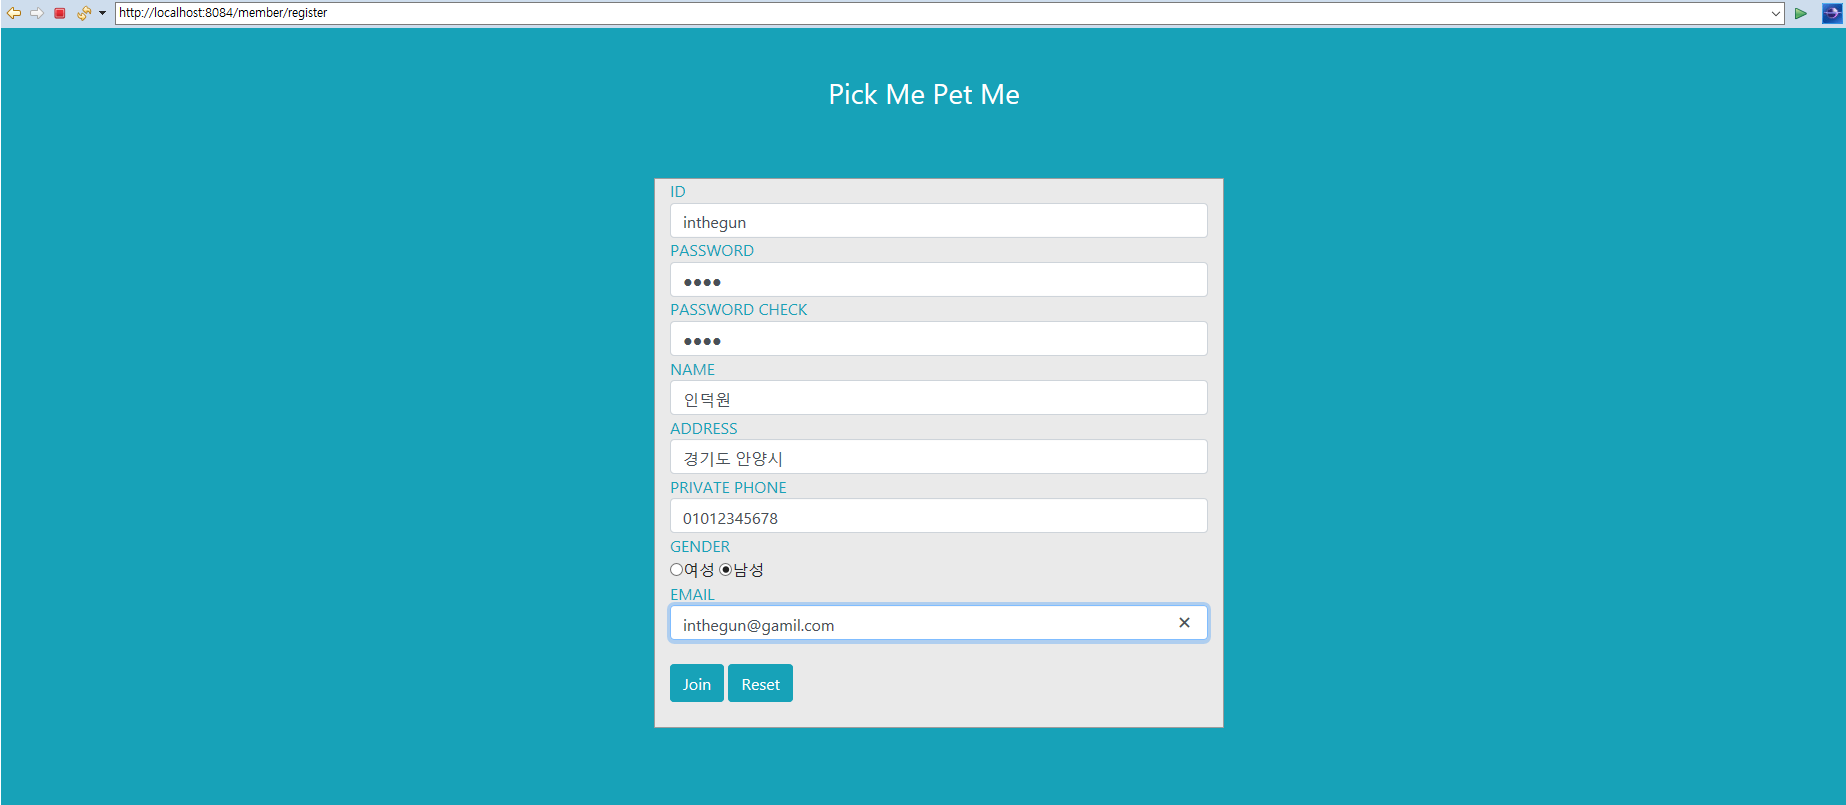 http://localhost:8084/member/register
Pick Me Pet Me
ID
inthegun
PASSWORD
●●●●
PASSWORD CHECK
●●●●
NAME
인덕원
ADDRESS
경기도 안양시
PRIVATE PHONE
01012345678
GENDER
여성 남성
EMAIL
inthegun@gamil.com
Join Reset